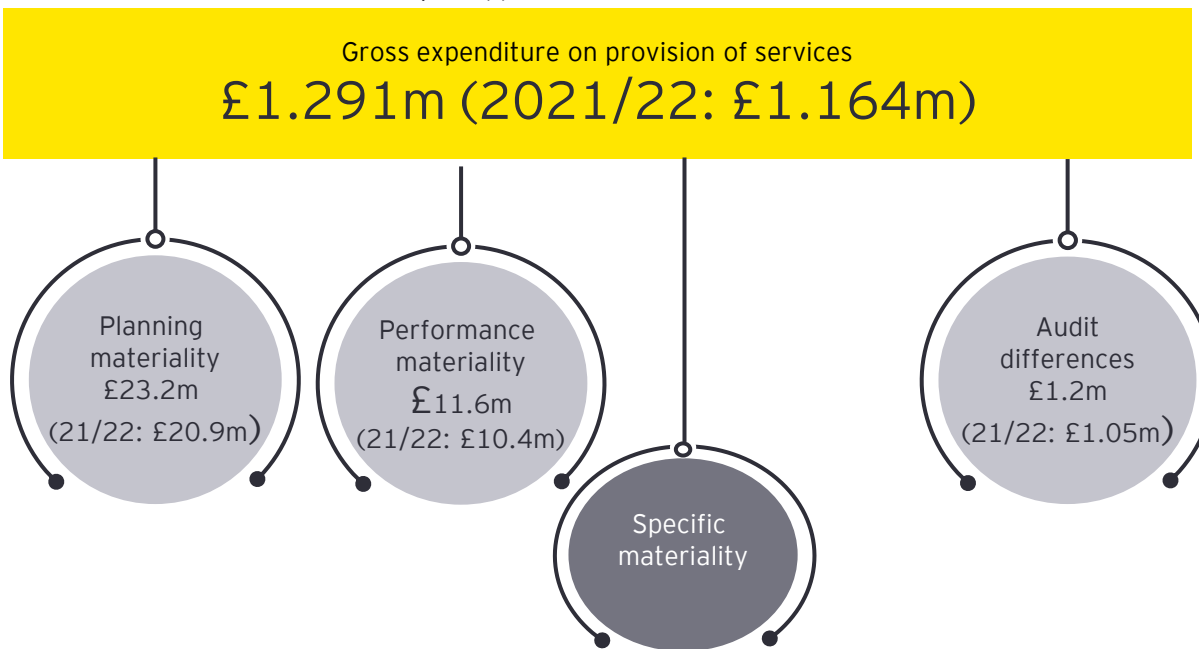 Gross expenditure on provision of services
£1.291m (2021/22: £1.164m)
Planning
materiality
£23.2m
(21/22: £20.9m)
Performance
materiality
£11.6m
(21/22: £10.4m)
Specific
materiality
Audit
differences
£1.2m
(21/22: £1.05m)